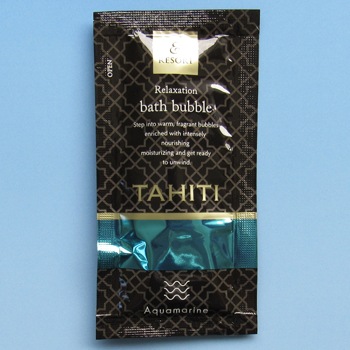 &
RESORT
OPEN
Relaxation
bath bubble
Step into warm, fragrant bubbles
enriched with intensely
nourishing
moisturizing and get ready
to unwind.
TAHITI
Aquamarine